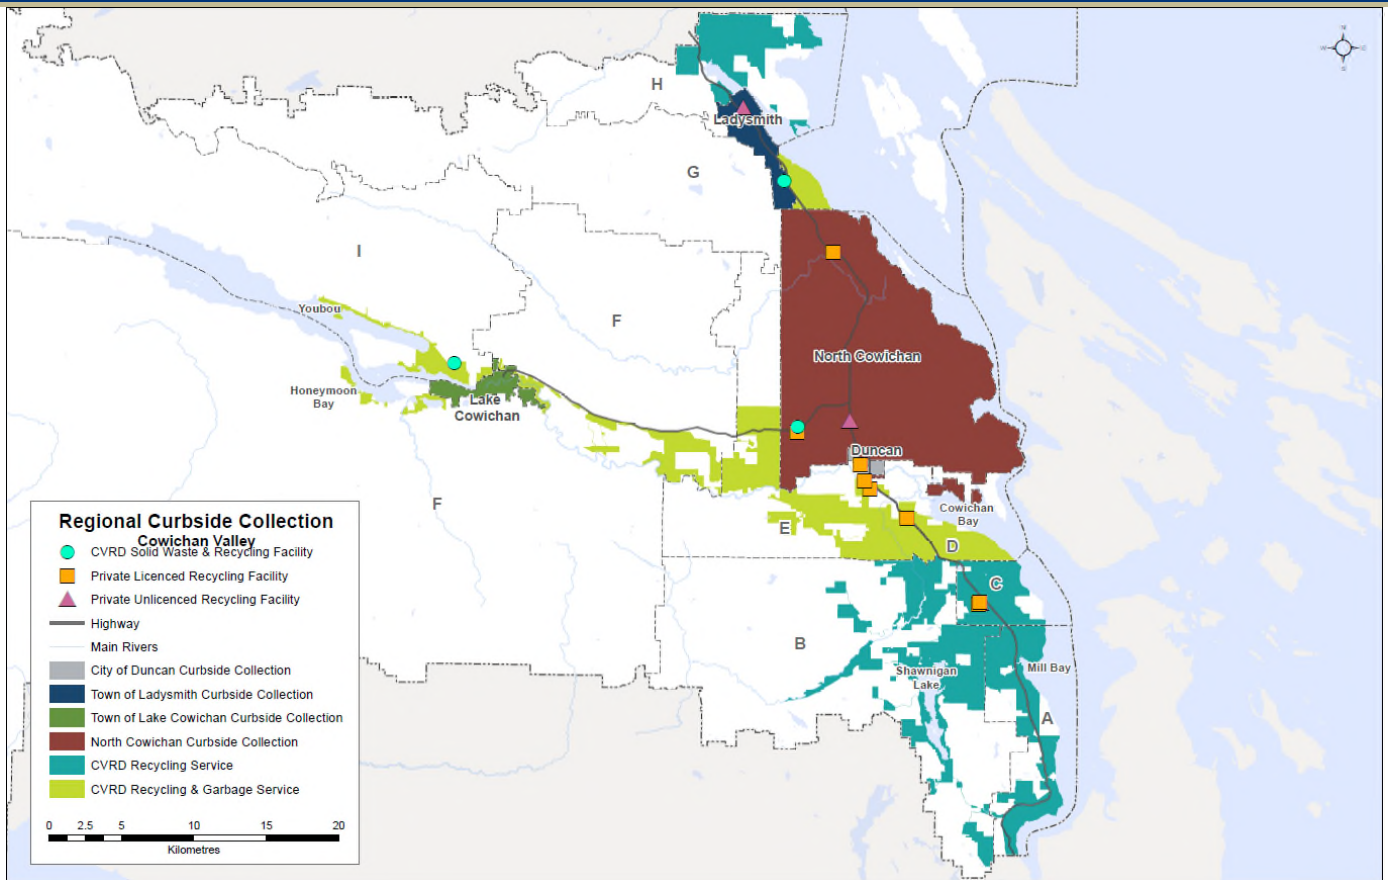 H
Ladysmith
G
I
Youbou
F
North Cowichan
Honeymoon
Bay
Lake
Cowichan
Duncan
F
Cowichan
Bay
E
D
C
B
Shawnigan
Lake
Mill Bay
A
Regional Curbside Collection
Cowichan Valley
CVRD Solid Waste & Recycling Facility
Private Licenced Recycling Facility
Private Unlicenced Recycling Facility
Highway
Main Rivers
City of Duncan Curbside Collection
Town of Ladysmith Curbside Collection
Town of Lake Cowichan Curbside Collection
North Cowichan Curbside Collection
CVRD Recycling Service
CVRD Recycling & Garbage Service
0 2.5 5 10 15 20
Kilometres